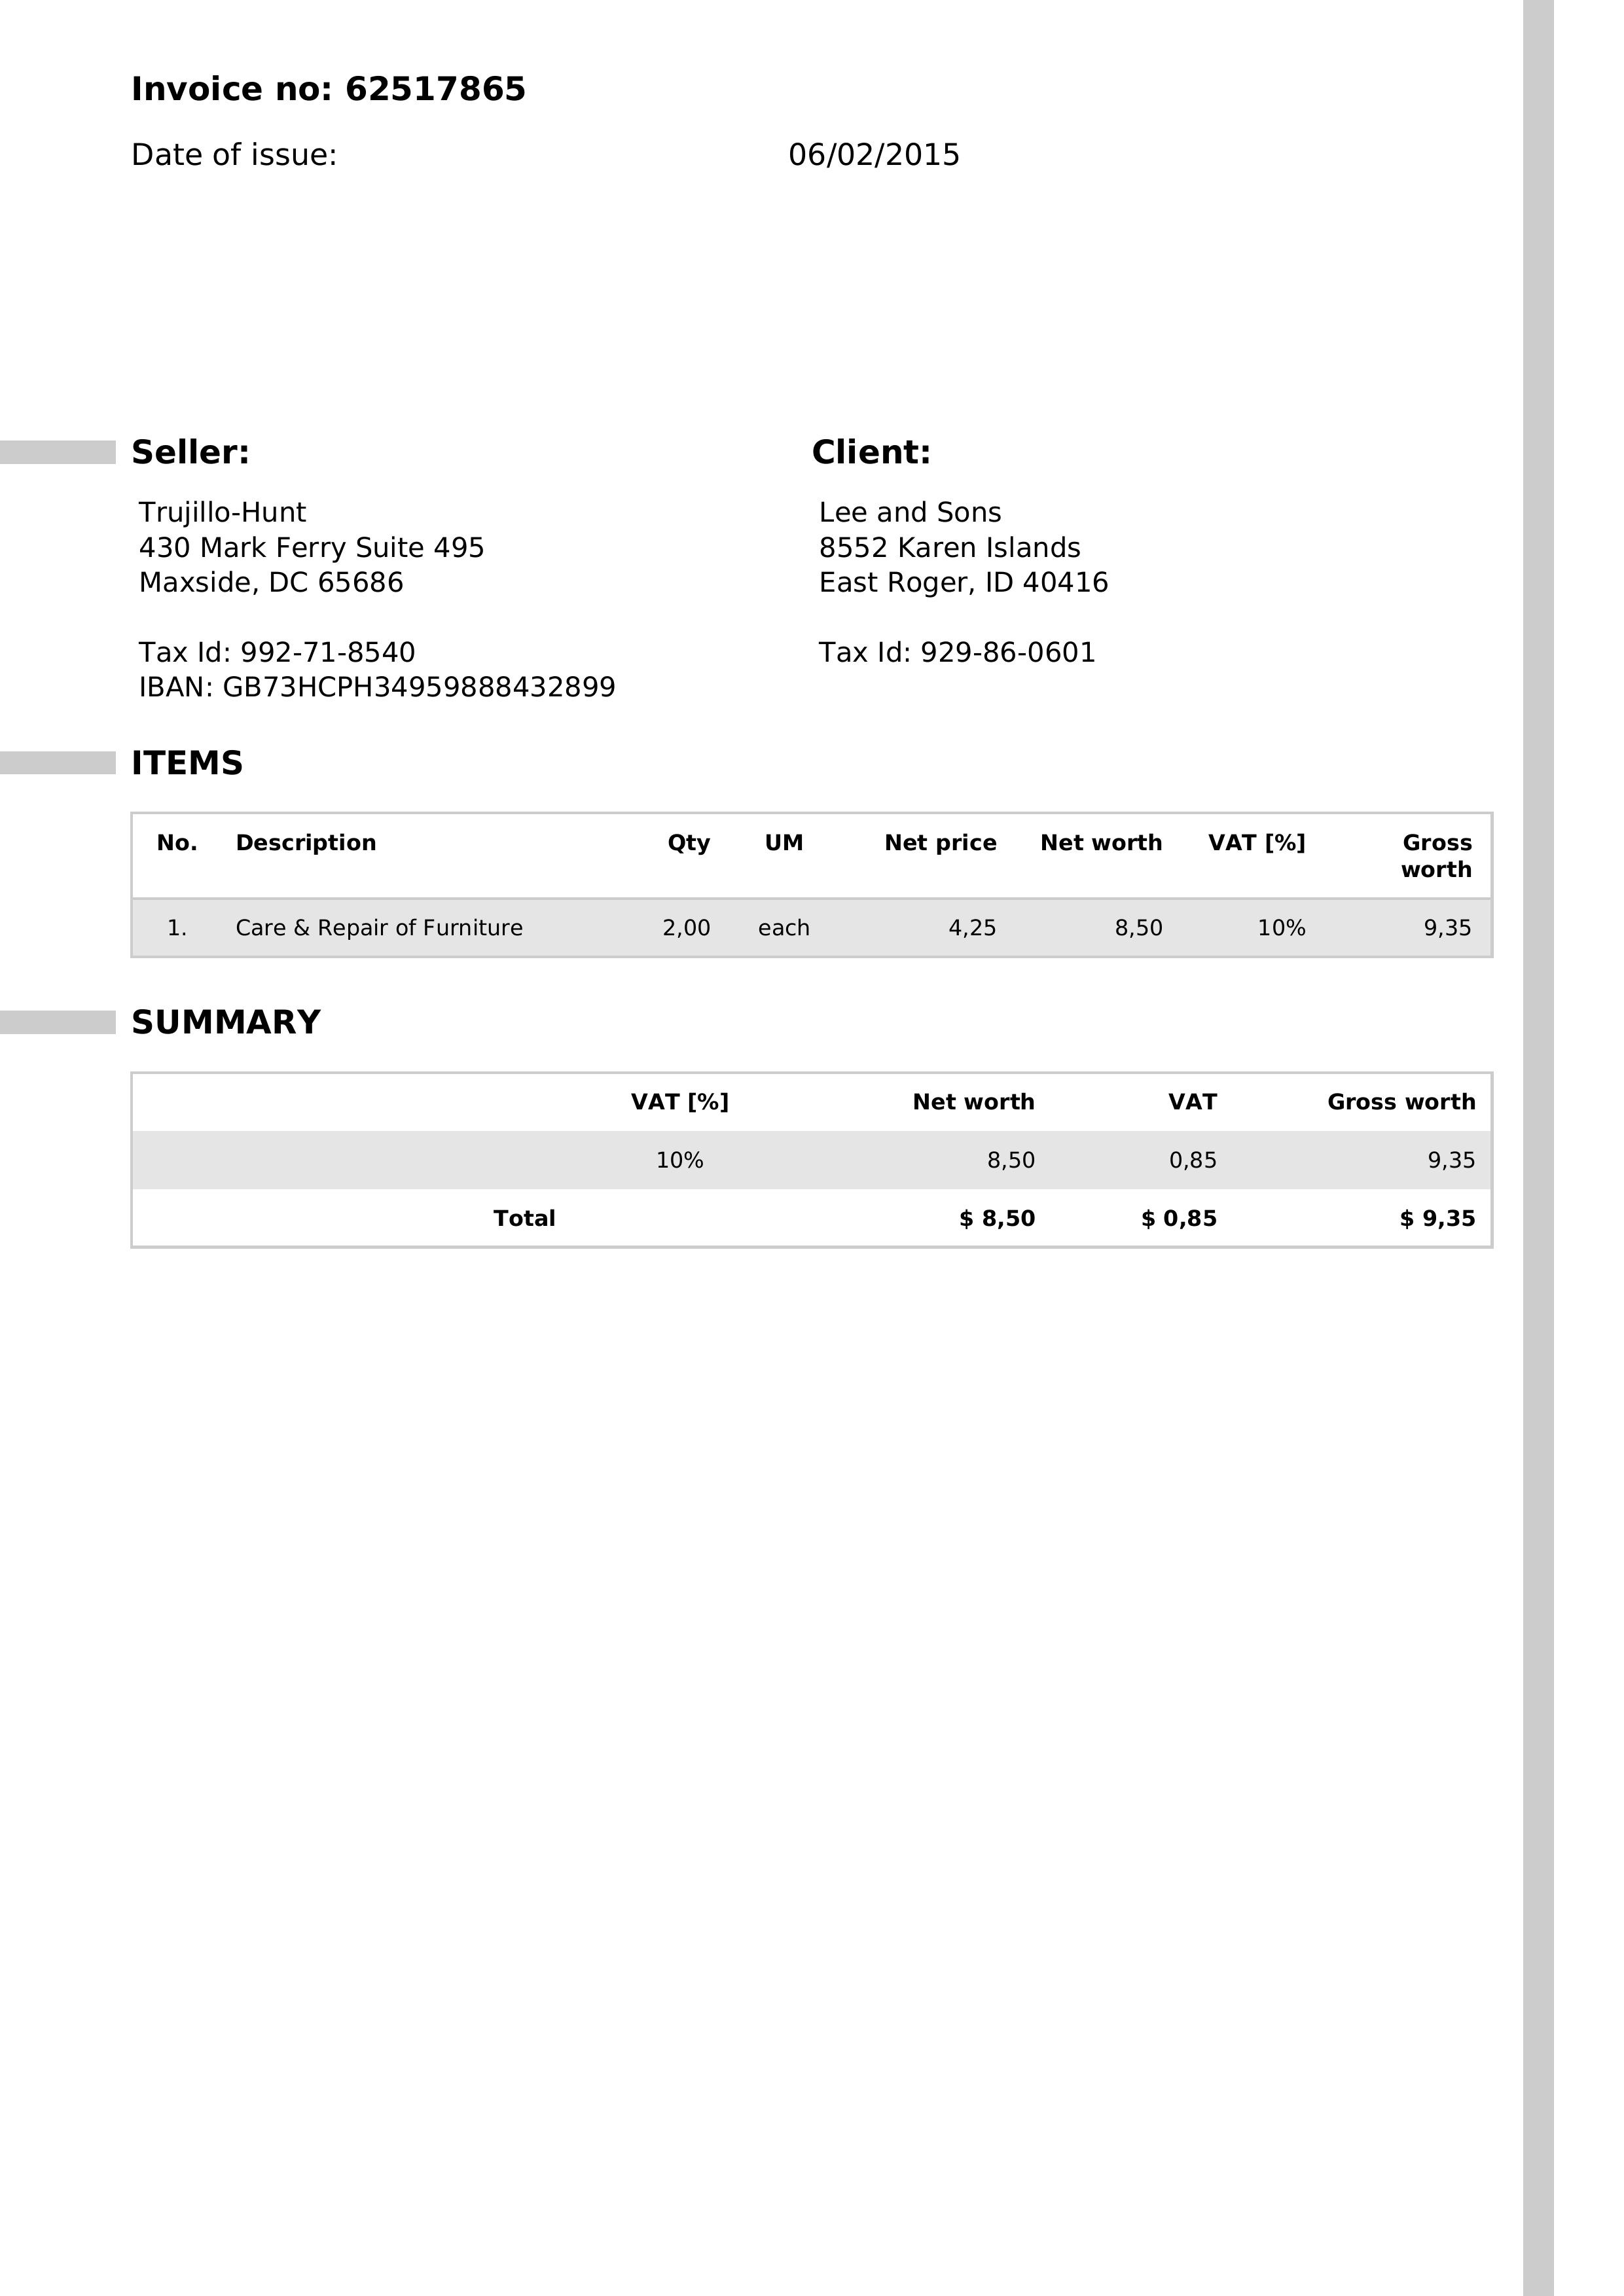 Invoice no: 62517865
Date of issue: 06/02/2015
Seller:
Trujillo-Hunt
430 Mark Ferry Suite 495
Maxside, DC 65686
Tax Id: 992-71-8540
IBAN: GB73HCPH34959888432899
Client:
Lee and Sons
8552 Karen Islands
East Roger, ID 40416
Tax Id: 929-86-0601
ITEMS
No. Description Qty UM Net price Net worth VAT [%] Gross
worth
1. Care & Repair of Furniture 2,00 each 4,25 8,50 10% 9,35
SUMMARY
VAT [%] Net worth VAT Gross worth
10% 8,50 0,85 9,35
Total $ 8,50 $ 0,85 $ 9,35